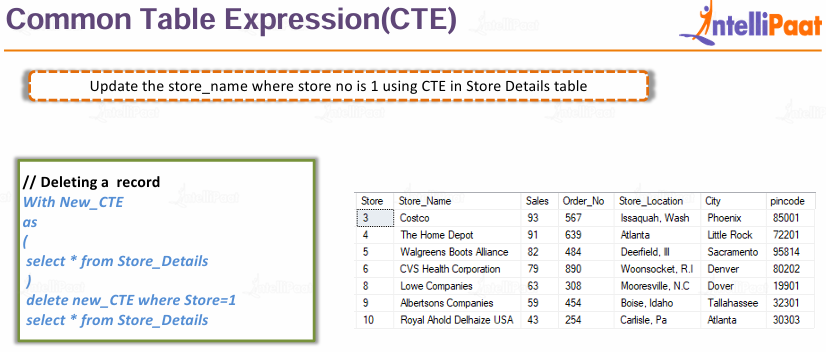 Common Table Expression(CTE)
IntelliPaat
Update the store_name where store no is 1 using CTE in Store Details table
// Deleting a record
With New_CTE
as
(
select * from Store_Details
)
delete new_CTE where Store=1
select * from Store_Details
Store Store_Name Sales Order_No Store_Location City pincode
3 Costco 93 567 Issaquah, Wash Phoenix 85001
4 The Home Depot 91 639 Atlanta Little Rock 72201
5 Walgreens Boots Alliance 82 484 Deerfield, Ill Sacramento 95814
6 CVS Health Corporation 79 890 Woonsocket, R.I Denver 80202
8 Lowe Companies 63 308 Mooresville, N.C Dover 19901
9 Albertsons Companies 59 454 Boise, Idaho Tallahassee 32301
10 Royal Ahold Delhaize USA 43 254 Carlisle, Pa Atlanta 30303